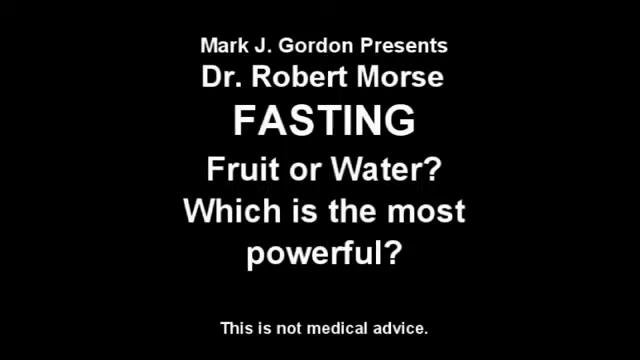 Mark J. Gordon Presents
Dr. Robert Morse
FASTING
Fruit or Water?
Which is the most
powerful?
This is not medical advice.